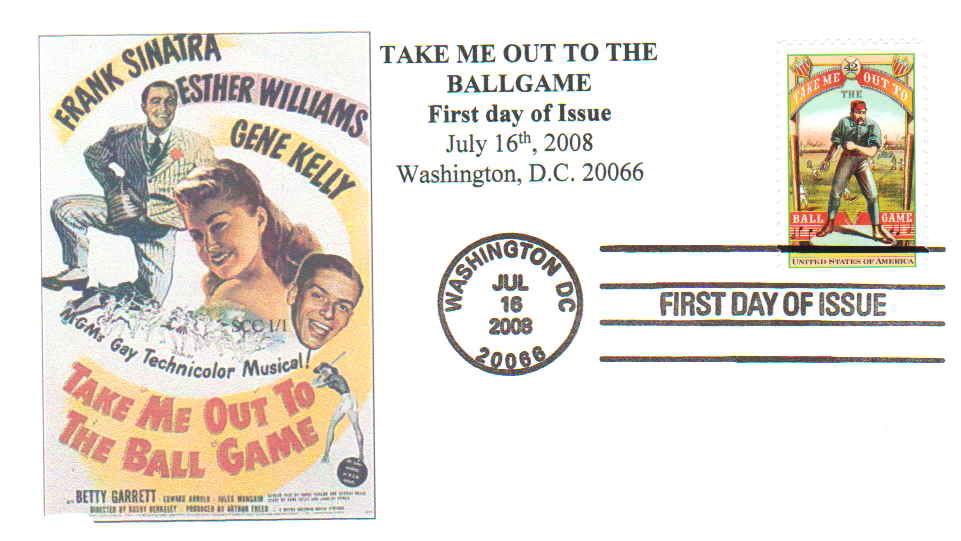 FRANK SINATRA
ESTHER WILLIAMS
GENE KELLY
SCC 1/1
MGM's Gay Technicolor Musical!
TAKE ME OUT TO
THE BALL GAME
BETTY GARRETT - EDWARD ARNOLD - JULES MUNSHIN
DIRECTED BY BUSBY BERKELEY - PRODUCED BY ARTHUR FREED
TAKE ME OUT TO THE
BALLGAME
First day of Issue
July 16th, 2008
Washington, D.C. 20066
42
TAKE ME OUT TO
THE
BALL GAME
UNITED STATES OF AMERICA
WASHINGTON DC
JUL
16
2008
20066
FIRST DAY OF ISSUE